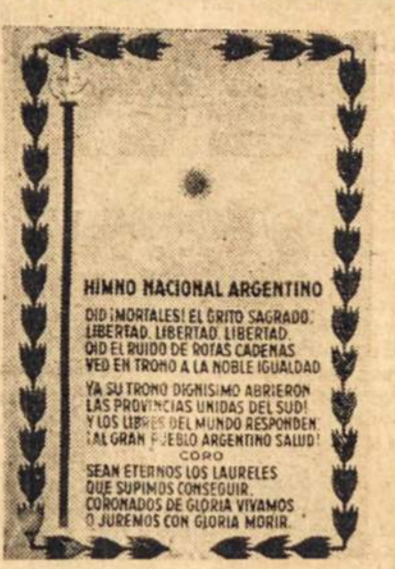 HIMNO NACIONAL ARGENTINO
OID ¡MORTALES! EL GRITO SAGRADO:
LIBERTAD. LIBERTAD. LIBERTAD.
OID EL RUIDO DE ROTAS CADENAS
VED EN TRONO A LA NOBLE IGUALDAD
YA SU TRONO DIGNISIMO ABRIERON
LAS PROVINCIAS UNIDAS DEL SUD!
Y LOS LIBRES DEL MUNDO RESPONDEN:
¡AL GRAN PUEBLO ARGENTINO SALUD!
CORO
SEAN ETERNOS LOS LAURELES
QUE SUPIMOS CONSEGUIR.
CORONADOS DE GLORIA VIVAMOS
O JUREMOS CON GLORIA MORIR.